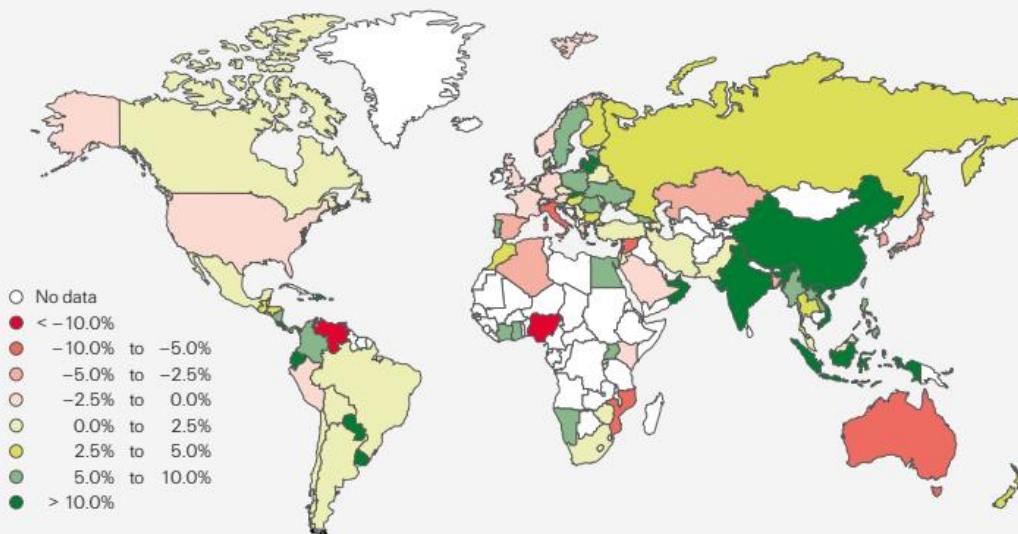 No data
< –10.0%
–10.0% to –5.0%
–5.0% to –2.5%
–2.5% to 0.0%
0.0% to 2.5%
2.5% to 5.0%
5.0% to 10.0%
> 10.0%